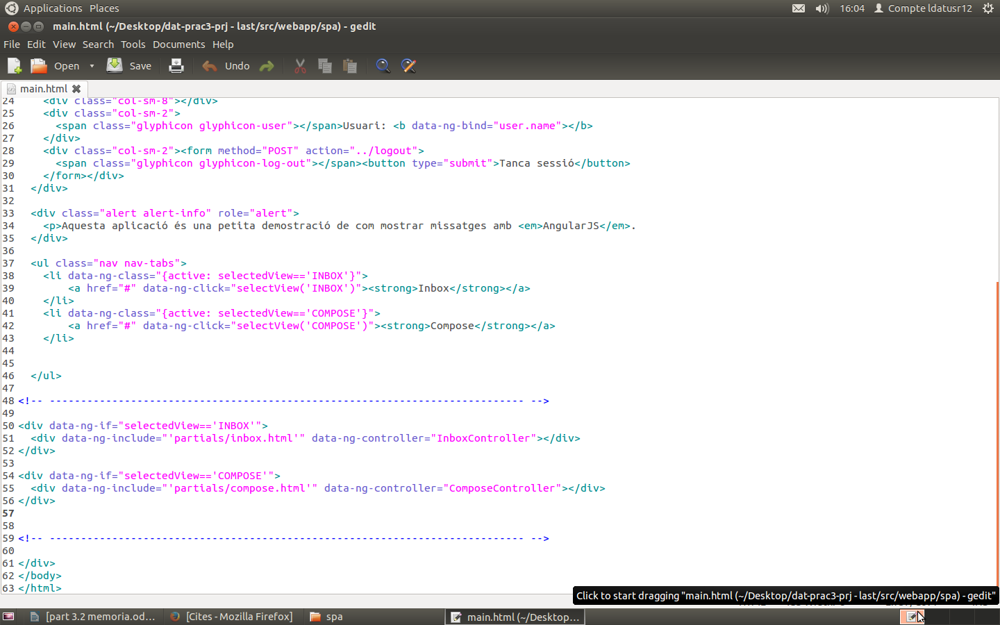 Applications Places 16:04 Compte ldatusr12
main.html (~/Desktop/dat-prac3-prj - last/src/webapp/spa) - gedit
File Edit View Search Tools Documents Help
Open Save Undo
main.html
24 <div class="col-sm-8"></div>
25 <div class="col-sm-2">
26 <span class="glyphicon glyphicon-user"></span>Usuari: <b data-ng-bind="user.name"></b>
27 </div>
28 <div class="col-sm-2"><form method="POST" action="../logout">
29 <span class="glyphicon glyphicon-log-out"></span><button type="submit">Tanca sessió</button>
30 </form></div>
31 </div>
32
33 <div class="alert alert-info" role="alert">
34 <p>Aquesta aplicació és una petita demostració de com mostrar missatges amb <em>AngularJS</em>.
35 </div>
36
37 <ul class="nav nav-tabs">
38 <li data-ng-class="{active: selectedView=='INBOX'}">
39 <a href="#" data-ng-click="selectView('INBOX')"><strong>Inbox</strong></a>
40 </li>
41 <li data-ng-class="{active: selectedView=='COMPOSE'}">
42 <a href="#" data-ng-click="selectView('COMPOSE')"><strong>Compose</strong></a>
43 </li>
44
45
46 </ul>
47
48 <!-- ---------------------------------------------------------------------------- -->
49
50 <div data-ng-if="selectedView=='INBOX'">
51 <div data-ng-include="'partials/inbox.html'" data-ng-controller="InboxController"></div>
52 </div>
53
54 <div data-ng-if="selectedView=='COMPOSE'">
55 <div data-ng-include="'partials/compose.html'" data-ng-controller="ComposeController"></div>
56 </div>
57
58
59 <!-- ---------------------------------------------------------------------------- -->
60
61 </div>
62 </body>
63 </html>
Click to start dragging "main.html (~/Desktop/dat-prac3-prj - last/src/webapp/spa) - gedit"
[part 3.2 memoria.od... [Cites - Mozilla Firefox] spa main.html (~/Desktop...